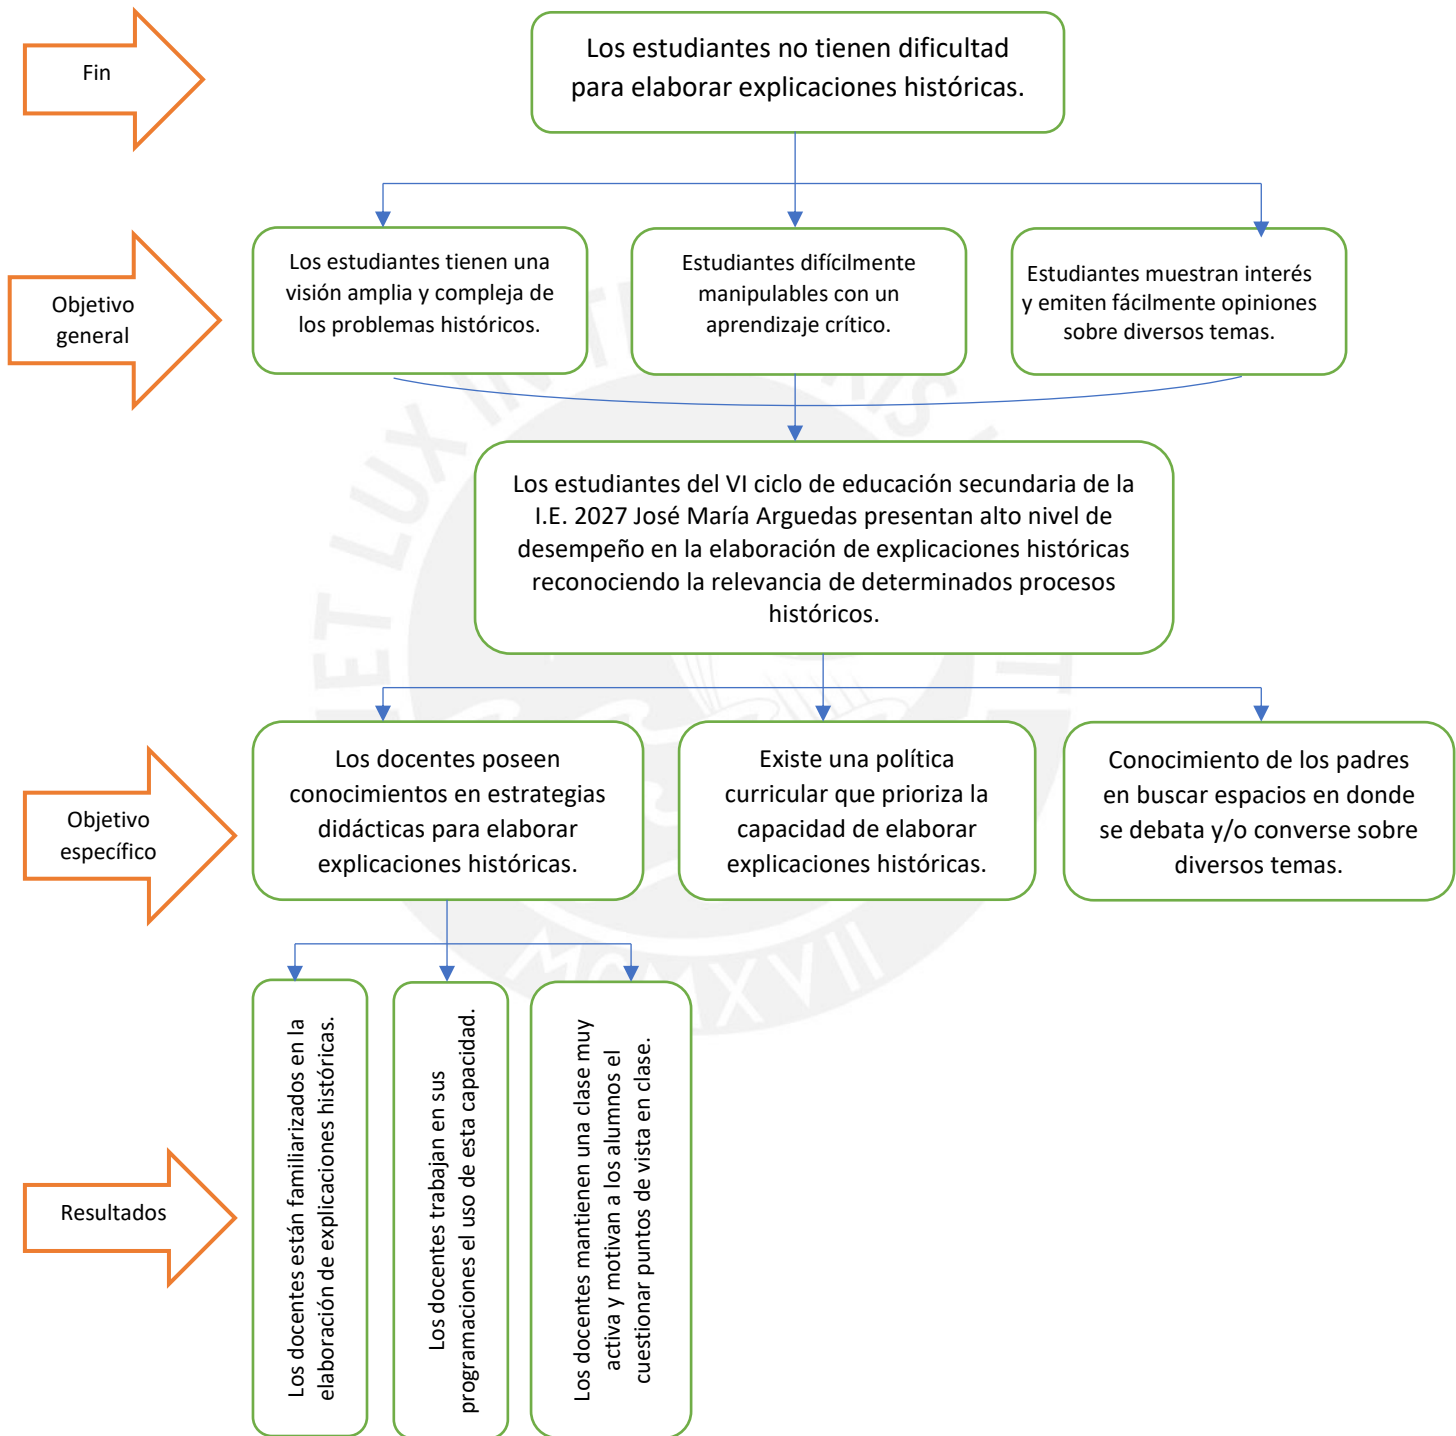 Fin
Los estudiantes no tienen dificultad
para elaborar explicaciones históricas.
Objetivo
general
Los estudiantes tienen una
visión amplia y compleja de
los problemas históricos.
Estudiantes difícilmente
manipulables con un
aprendizaje crítico.
Estudiantes muestran interés
y emiten fácilmente opiniones
sobre diversos temas.
Los estudiantes del VI ciclo de educación secundaria de la
I.E. 2027 José María Arguedas presentan alto nivel de
desempeño en la elaboración de explicaciones históricas
reconociendo la relevancia de determinados procesos
históricos.
Objetivo
específico
Los docentes poseen
conocimientos en estrategias
didácticas para elaborar
explicaciones históricas.
Existe una política
curricular que prioriza la
capacidad de elaborar
explicaciones históricas.
Conocimiento de los padres
en buscar espacios en donde
se debata y/o converse sobre
diversos temas.
Resultados
Los docentes están familiarizados en la
elaboración de explicaciones históricas.
Los docentes trabajan en sus
programaciones el uso de esta capacidad.
Los docentes mantienen una clase muy
activa y motivan a los alumnos el
cuestionar puntos de vista en clase.
ET LUX IN
MCMXVII